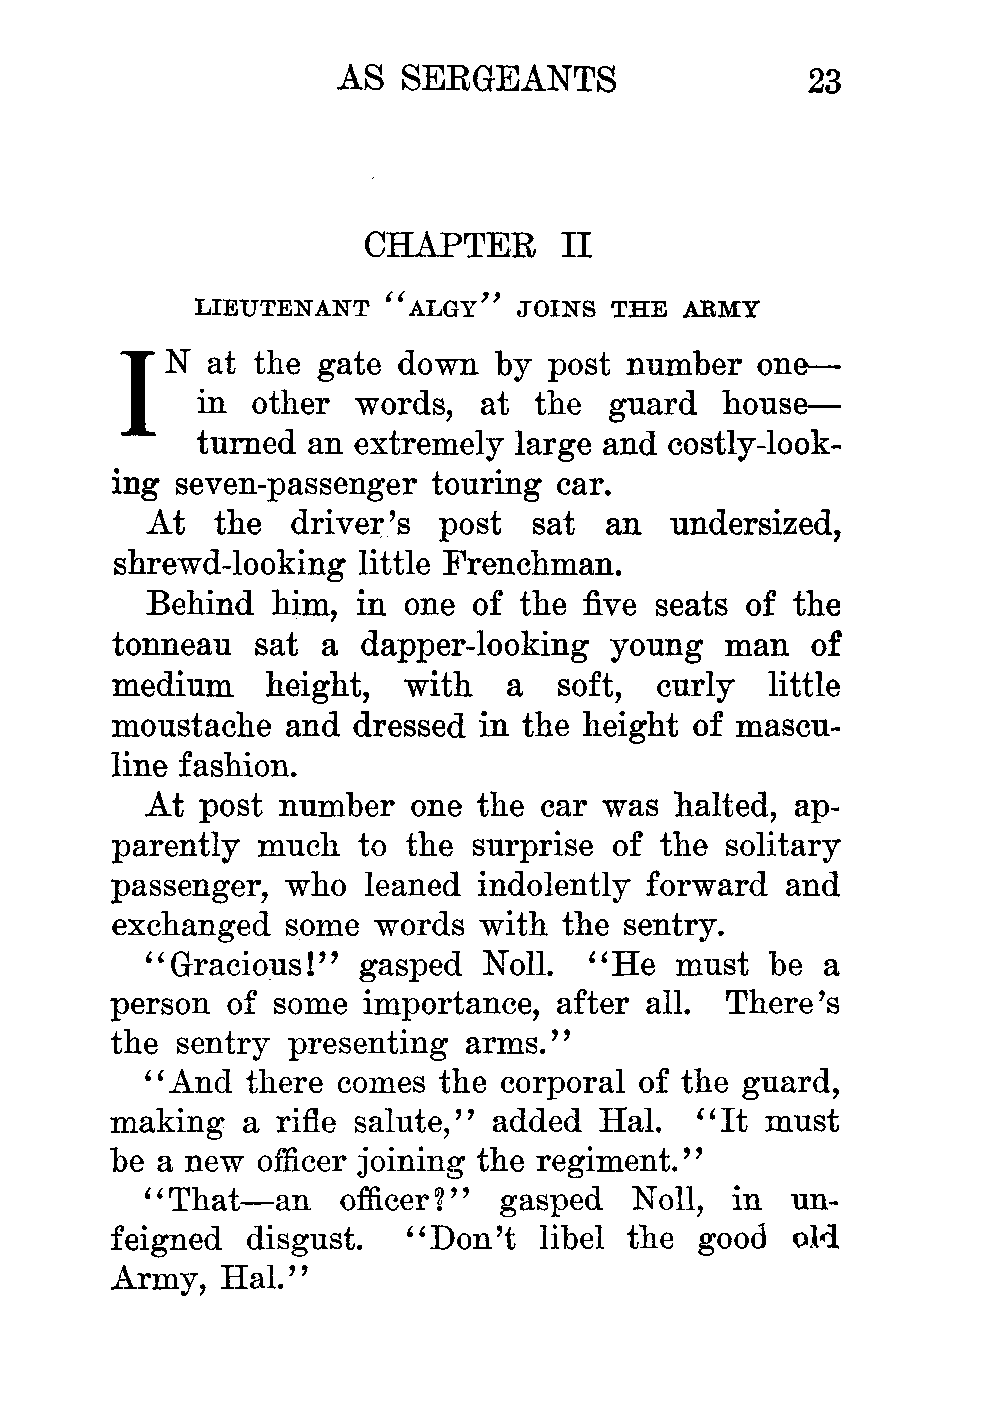 AS SERGEANTS 23
CHAPTER II
LIEUTENANT “ALGY” JOINS THE ARMY
IN at the gate down by post number one—
in other words, at the guard house—
turned an extremely large and costly-look-
ing seven-passenger touring car.
At the driver’s post sat an undersized,
shrewd-looking little Frenchman.
Behind him, in one of the five seats of the
tonneau sat a dapper-looking young man of
medium height, with a soft, curly little
moustache and dressed in the height of mascu-
line fashion.
At post number one the car was halted, ap-
parently much to the surprise of the solitary
passenger, who leaned indolently forward and
exchanged some words with the sentry.
“Gracious!” gasped Noll. “He must be a
person of some importance, after all. There’s
the sentry presenting arms.”
“And there comes the corporal of the guard,
making a rifle salute,” added Hal. “It must
be a new officer joining the regiment.”
“That—an officer?” gasped Noll, in un-
feigned disgust. “Don’t libel the good old
Army, Hal.”